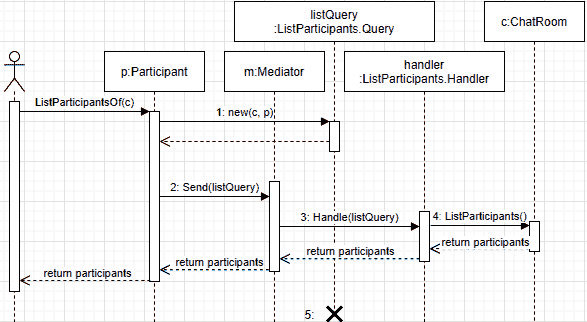 listQuery
:ListParticipants.Query
c:ChatRoom
p:Participant
m:Mediator
handler
:ListParticipants.Handler
ListParticipantsOf(c)
1: new(c, p)
2: Send(listQuery)
3: Handle(listQuery)
4: ListParticipants()
return participants
return participants
return participants
return participants
5: